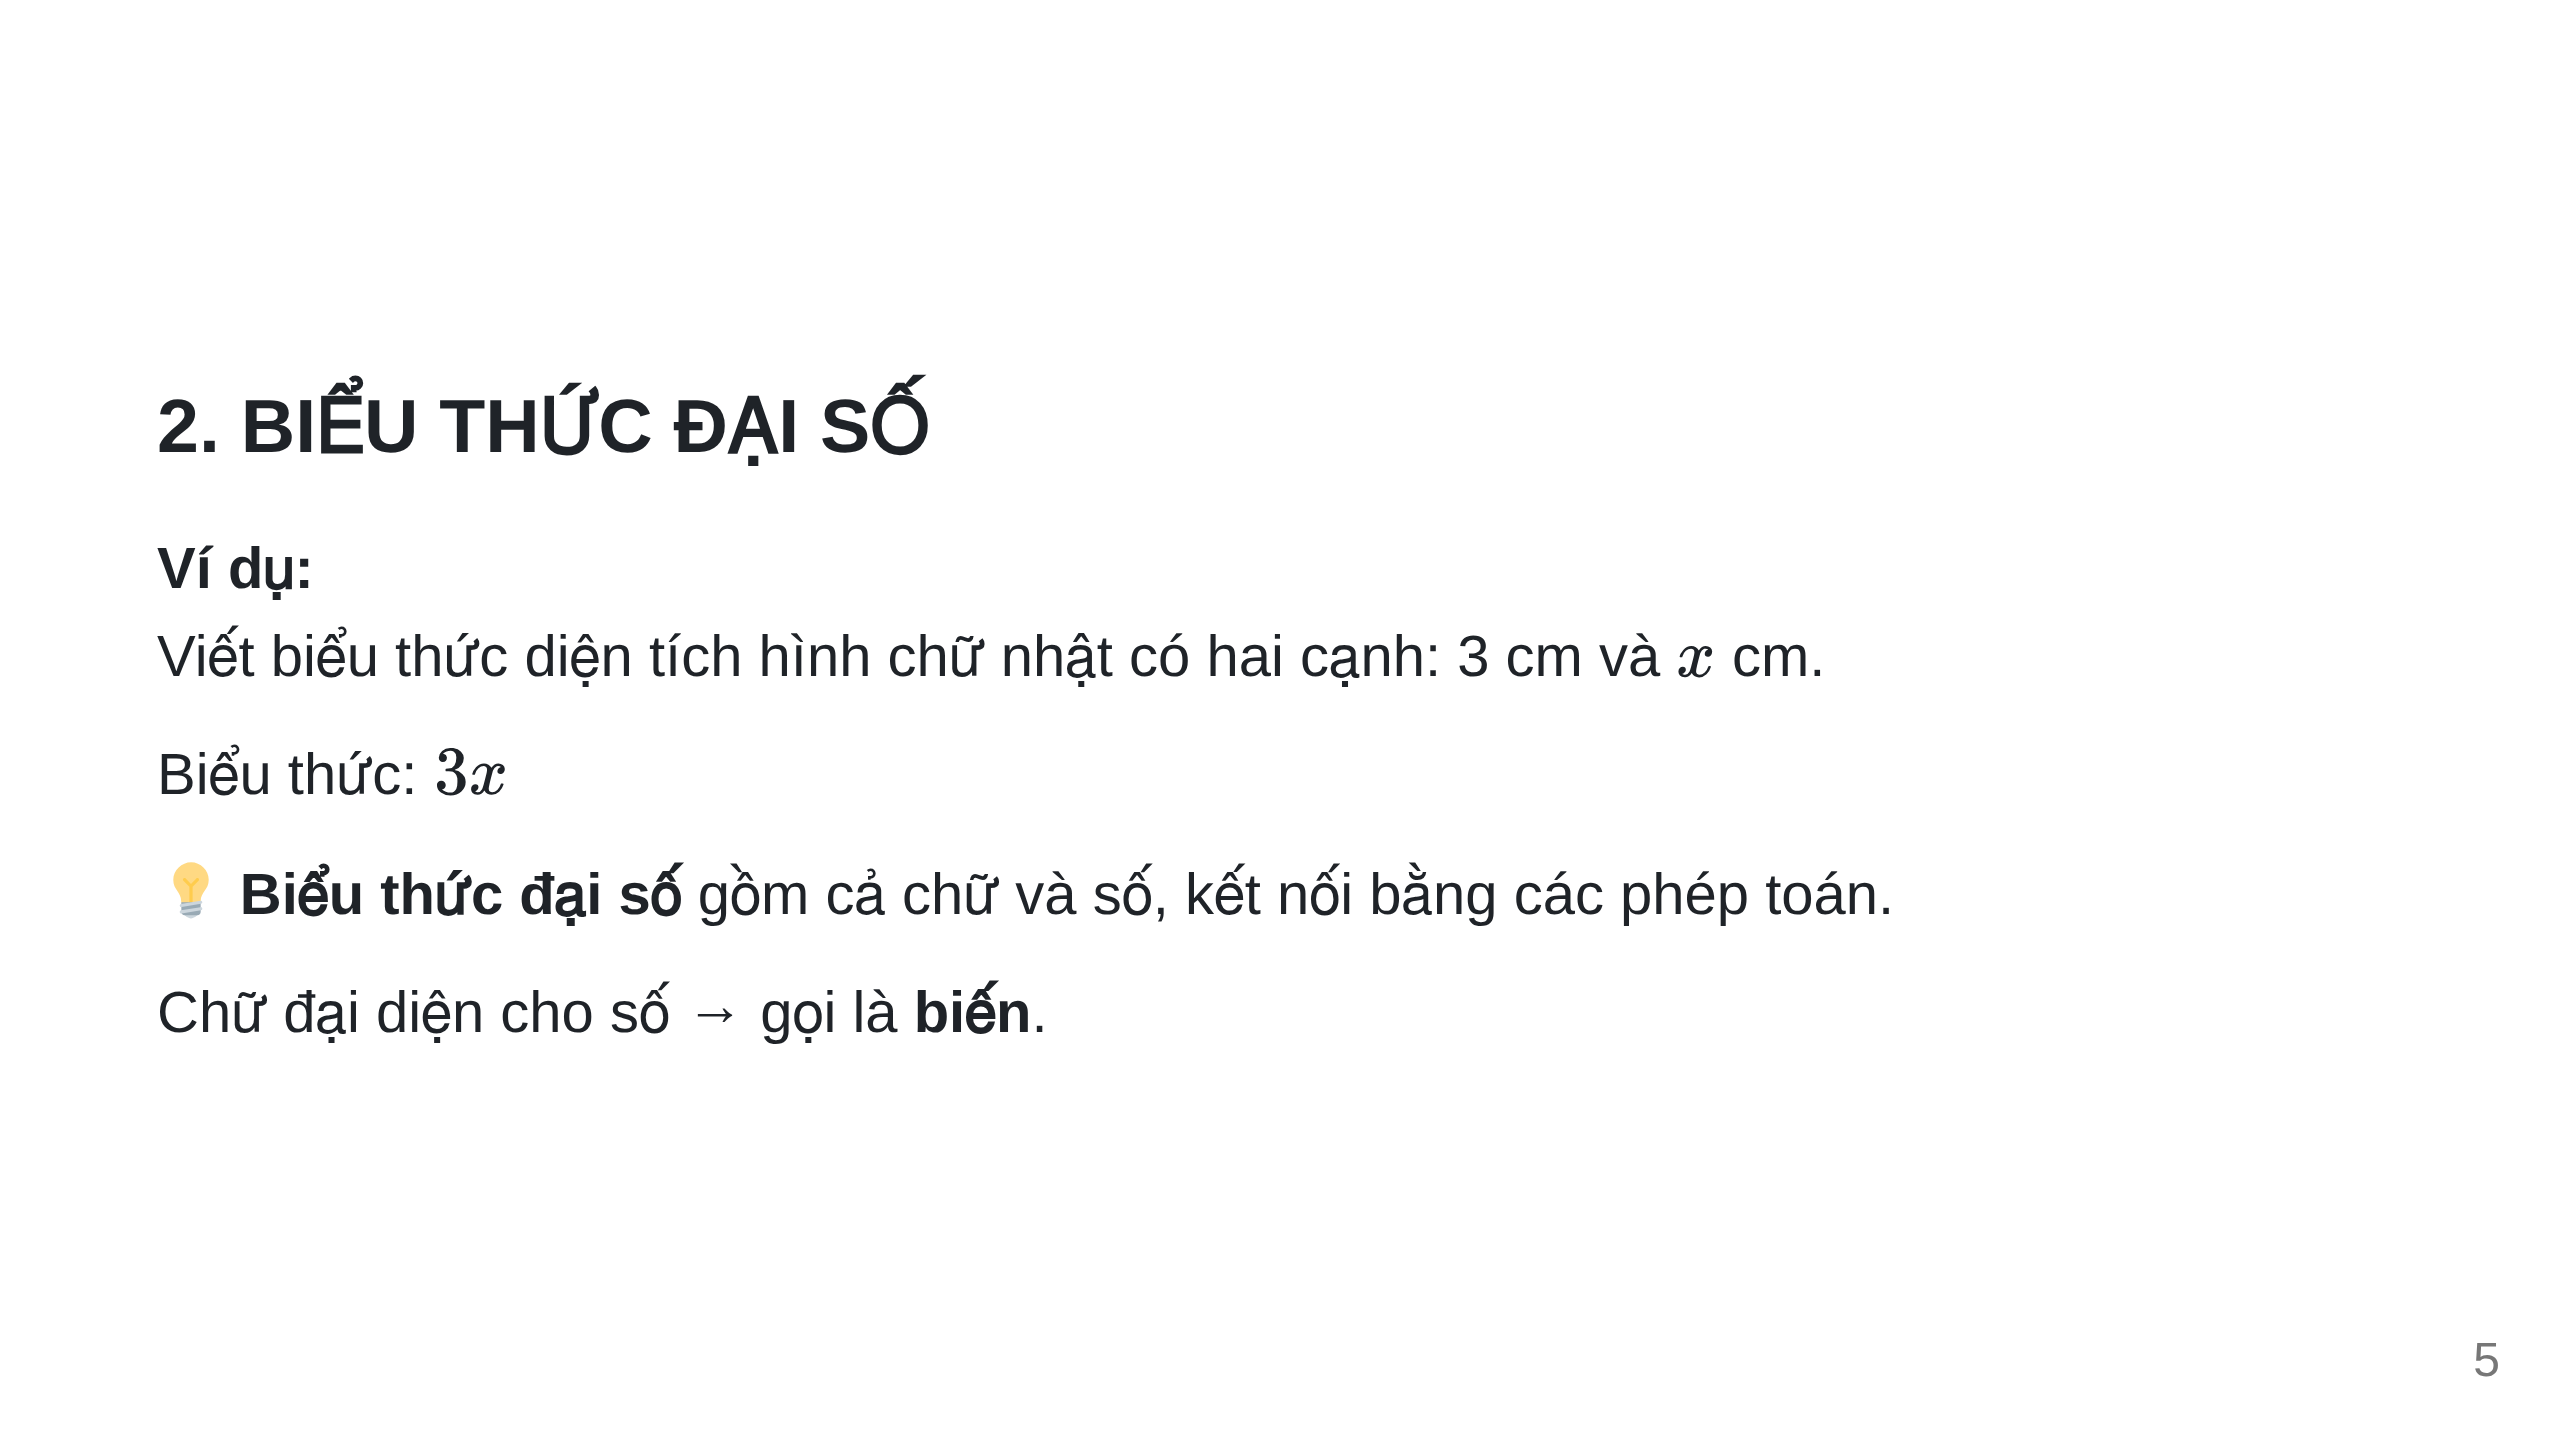 2. BIỂU THỨC ĐẠI SỐ
Ví dụ:
Viết biểu thức diện tích hình chữ nhật có hai cạnh: 3 cm và x cm.
Biểu thức: 3x
💡 Biểu thức đại số gồm cả chữ và số, kết nối bằng các phép toán.
Chữ đại diện cho số → gọi là biến.
5